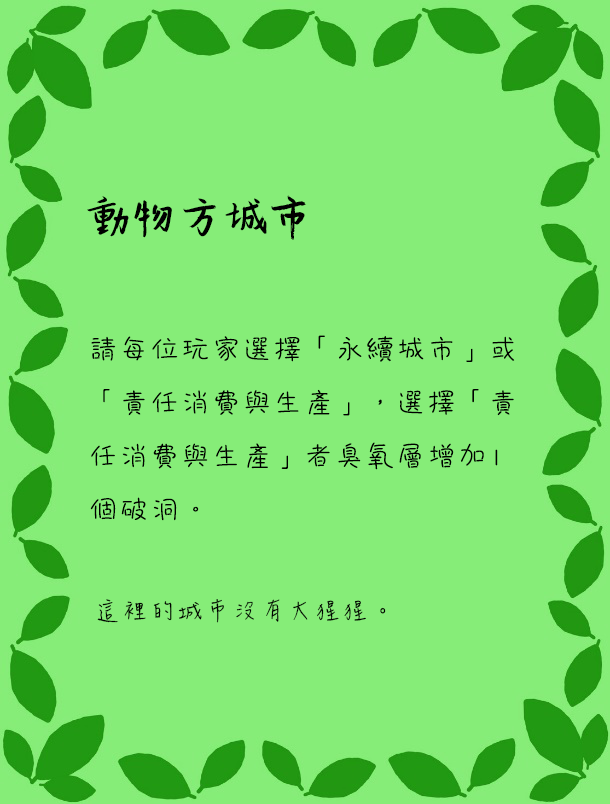 動物方城市
請每位玩家選擇「永續城市」或
「責任消費與生產」，選擇「責
任消費與生產」者臭氧層增加1
個破洞。
這裡的城市沒有大猩猩。